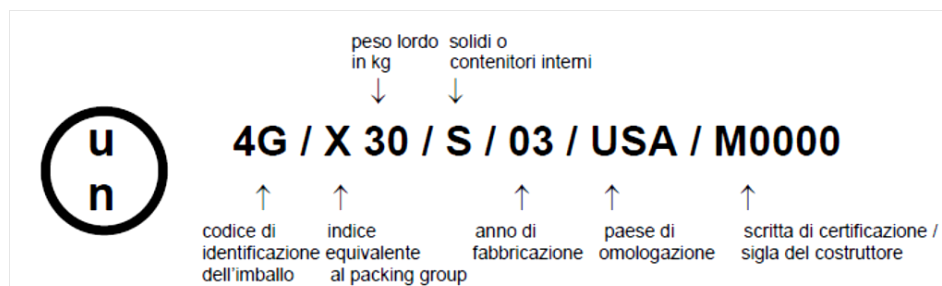 peso lordo
in kg
solidi o
contenitori interni
u
n
4G / X 30 / S / 03 / USA / M0000
codice di
identificazione
dell'imballo
indice
equivalente
al packing group
anno di
fabbricazione
paese di
omologazione
scritta di certificazione /
sigla del costruttore